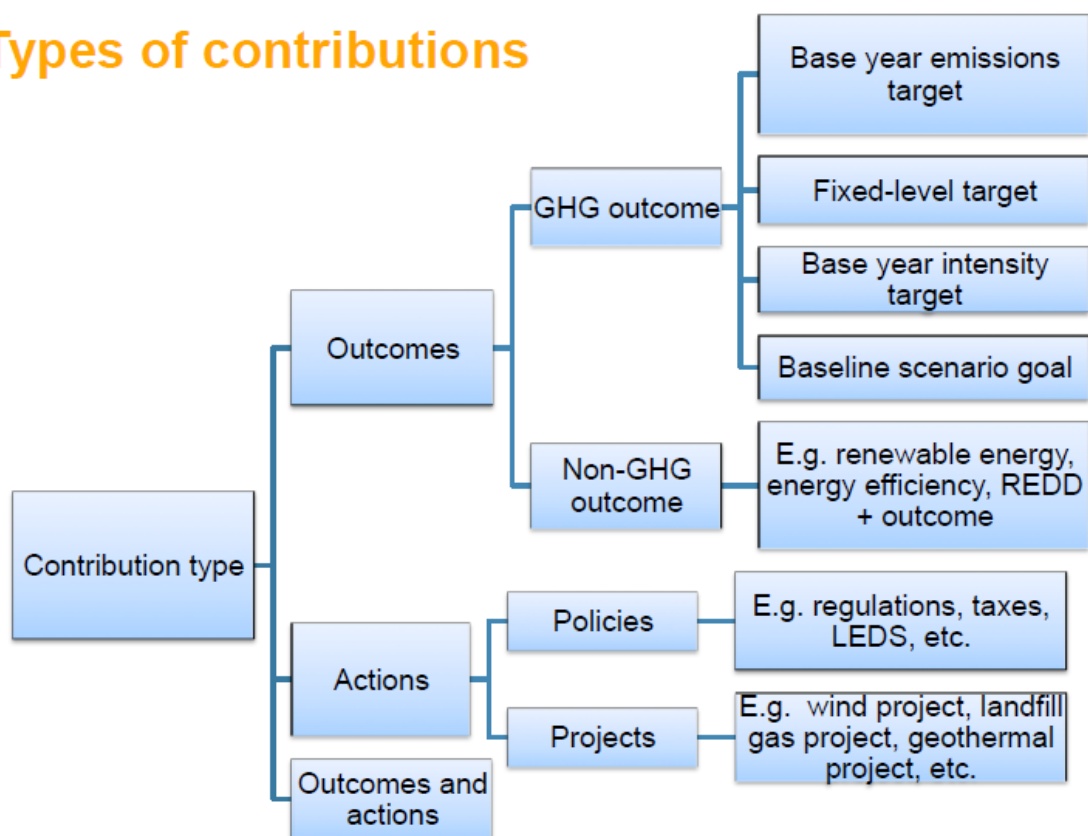 Types of contributions
Base year emissions
target
GHG outcome
Fixed-level target
Base year intensity
target
Outcomes
Baseline scenario goal
Non-GHG
outcome
E.g. renewable energy,
energy efficiency, REDD
+ outcome
Contribution type
Policies
E.g. regulations, taxes,
LEDS, etc.
Actions
Projects
E.g. wind project, landfill
gas project, geothermal
project, etc.
Outcomes and
actions